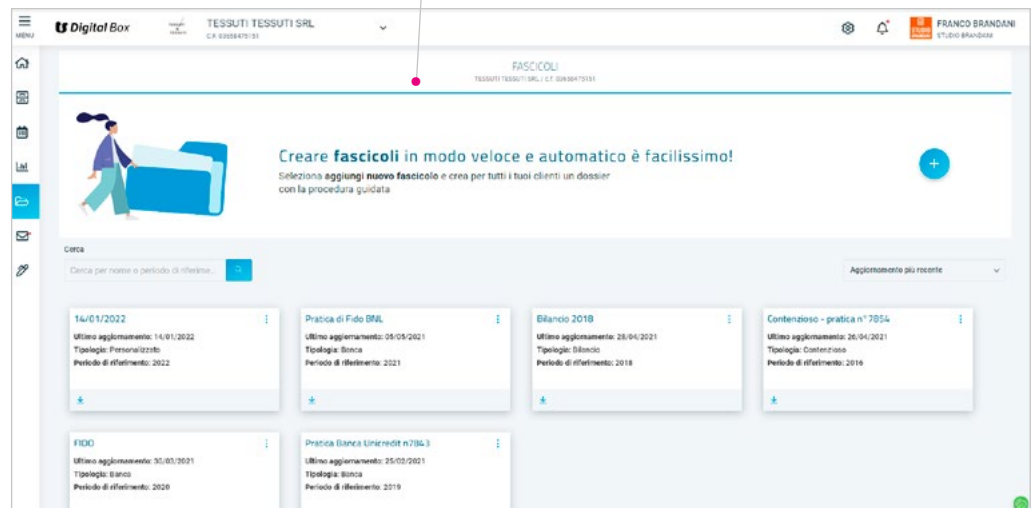 MENU
TS Digital Box
TESSUTI TESSUTI SRL
FRANCO BRANDANI
STUDIO BRANDANI
FASCICOLI
TESSUTI TESSUTI SRL
Creare fascicoli in modo veloce e automatico è facilissimo!
Seleziona aggiungi nuovo fascicolo e crea per tutti i tuoi clienti un dossier
con la procedura guidata
Cerca
Cerca per nome o periodo di riferime...
Aggiornamento più recente
14/01/2022
Ultimo aggiornamento: 14/01/2022
Tipologia: Personalizzato
Periodo di riferimento: 2022
Pratica di Fido BNL
Ultimo aggiornamento: 05/05/2021
Tipologia: Banca
Periodo di riferimento: 2021
Bilancio 2018
Ultimo aggiornamento: 28/04/2021
Tipologia: Bilancio
Periodo di riferimento: 2018
Contenzioso - pratica n° 7854
Ultimo aggiornamento: 26/04/2021
Tipologia: Contenzioso
Periodo di riferimento: 2016
FIDO
Ultimo aggiornamento: 30/03/2021
Tipologia: Banca
Periodo di riferimento: 2020
Pratica Banca Unicredit n7843
Ultimo aggiornamento: 25/02/2021
Tipologia: Banca
Periodo di riferimento: 2019